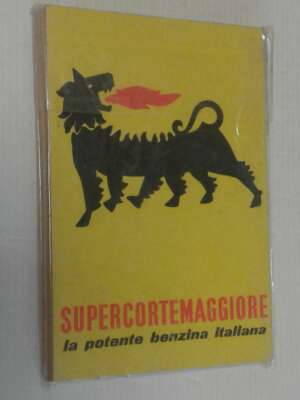 SUPERCORTEMAGGIORE
la potente benzina italiana